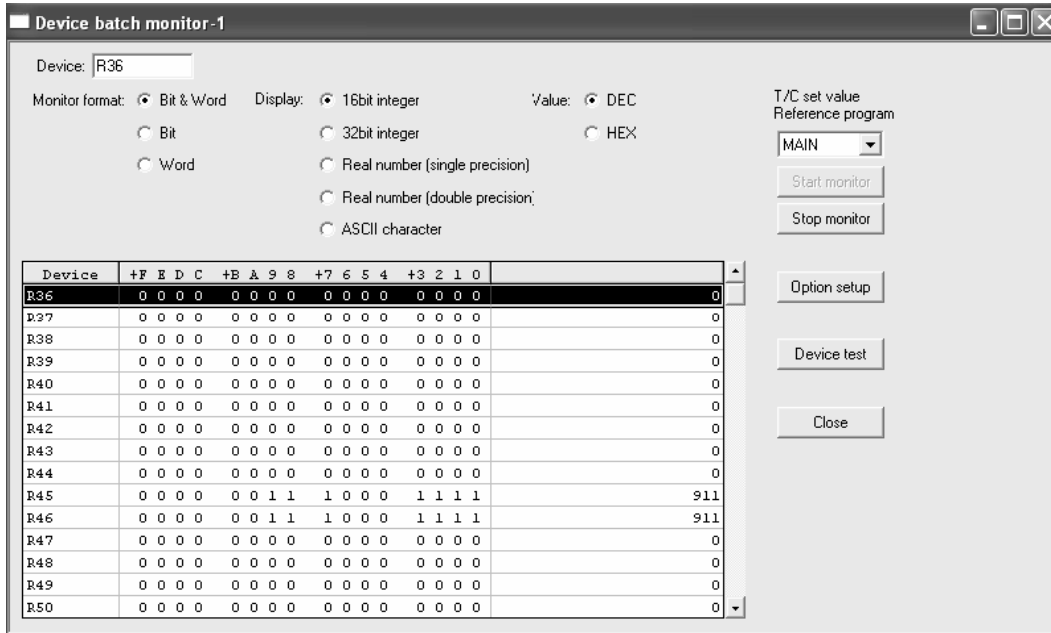 Device batch monitor-1
Device: R36
Monitor format: Bit & Word Display: 16bit integer Value: DEC
Bit 32bit integer HEX
Word Real number (single precision)
Real number (double precision)
ASCII character
T/C set value
Reference program
MAIN
Start monitor
Stop monitor
Option setup
Device test
Close
Device +F E D C +B A 9 8 +7 6 5 4 +3 2 1 0
R36 0 0 0 0 0 0 0 0 0 0 0 0 0 0 0 0 0
R37 0 0 0 0 0 0 0 0 0 0 0 0 0 0 0 0 0
R38 0 0 0 0 0 0 0 0 0 0 0 0 0 0 0 0 0
R39 0 0 0 0 0 0 0 0 0 0 0 0 0 0 0 0 0
R40 0 0 0 0 0 0 0 0 0 0 0 0 0 0 0 0 0
R41 0 0 0 0 0 0 0 0 0 0 0 0 0 0 0 0 0
R42 0 0 0 0 0 0 0 0 0 0 0 0 0 0 0 0 0
R43 0 0 0 0 0 0 0 0 0 0 0 0 0 0 0 0 0
R44 0 0 0 0 0 0 0 0 0 0 0 0 0 0 0 0 0
R45 0 0 0 0 0 0 1 1 1 0 0 0 1 1 1 1 911
R46 0 0 0 0 0 0 1 1 1 0 0 0 1 1 1 1 911
R47 0 0 0 0 0 0 0 0 0 0 0 0 0 0 0 0 0
R48 0 0 0 0 0 0 0 0 0 0 0 0 0 0 0 0 0
R49 0 0 0 0 0 0 0 0 0 0 0 0 0 0 0 0 0
R50 0 0 0 0 0 0 0 0 0 0 0 0 0 0 0 0 0